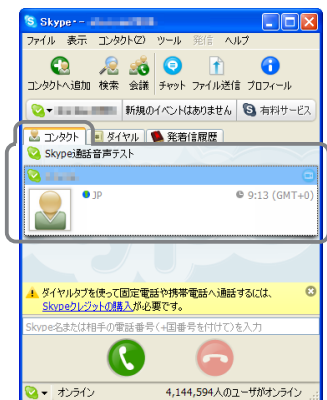 Skype -
ファイル 表示 コンタクト(Z) ツール 発信 ヘルプ
コンタクトへ追加 検索 会議 チャット ファイル送信 プロフィール
新規のイベントはありません 有料サービス
コンタクト ダイヤル 発着信履歴
Skype通話音声テスト
JP 9:13 (GMT+0)
ダイヤルタブを使って固定電話や携帯電話へ通話するには、
Skypeクレジットの購入が必要です。
Skype名または相手の電話番号(+国番号を付けて)を入力
オンライン 4,144,594人のユーザがオンライン